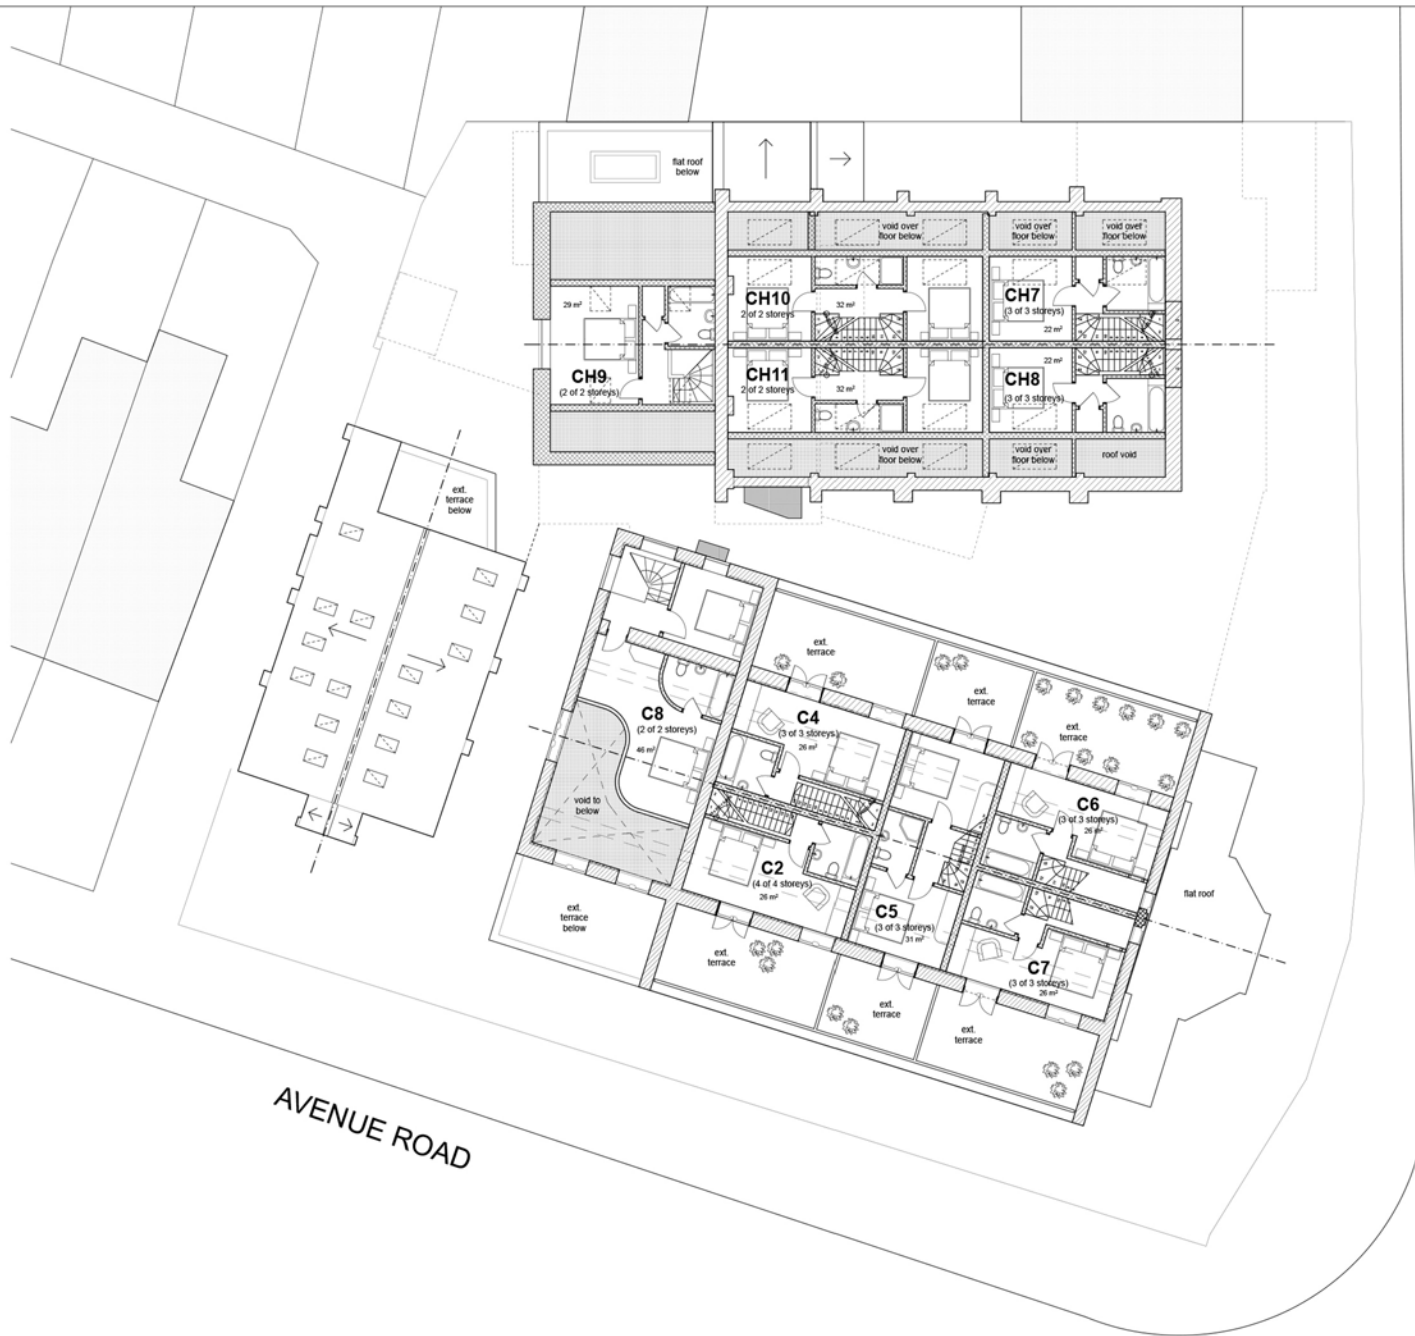 flat roof
below
void over
floor below
void over
floor below
void over
floor below
29 m²
CH10
2 of 2 storeys
32 m²
CH7
(3 of 3 storeys)
22 m²
CH9
(2 of 2 storeys)
CH11
2 of 2 storeys
32 m²
22 m²
CH8
(3 of 3 storeys)
void over
floor below
void over
floor below
roof void
ext.
terrace
below
ext.
terrace
ext.
terrace
ext.
terrace
C8
(2 of 2 storeys)
46 m²
C4
(3 of 3 storeys)
26 m²
C6
(3 of 3 storeys)
26 m²
void to
below
C2
(4 of 4 storeys)
26 m²
C5
(3 of 3 storeys)
31 m²
flat roof
C7
(3 of 3 storeys)
26 m²
ext.
terrace
below
ext.
terrace
ext.
terrace
ext.
terrace
AVENUE ROAD